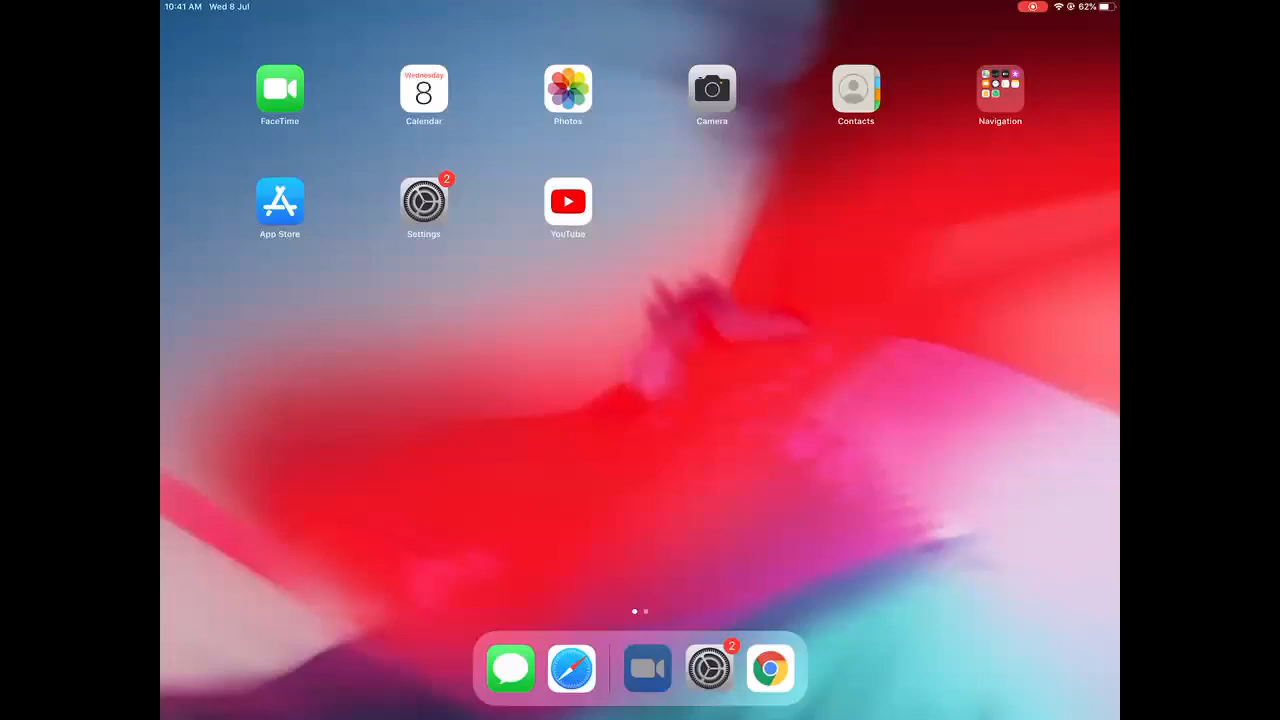 10:41 AM Wed 8 Jul
62%
Wednesday
8
FaceTime
Calendar
Photos
Camera
Contacts
Navigation
2
App Store
Settings
YouTube
2